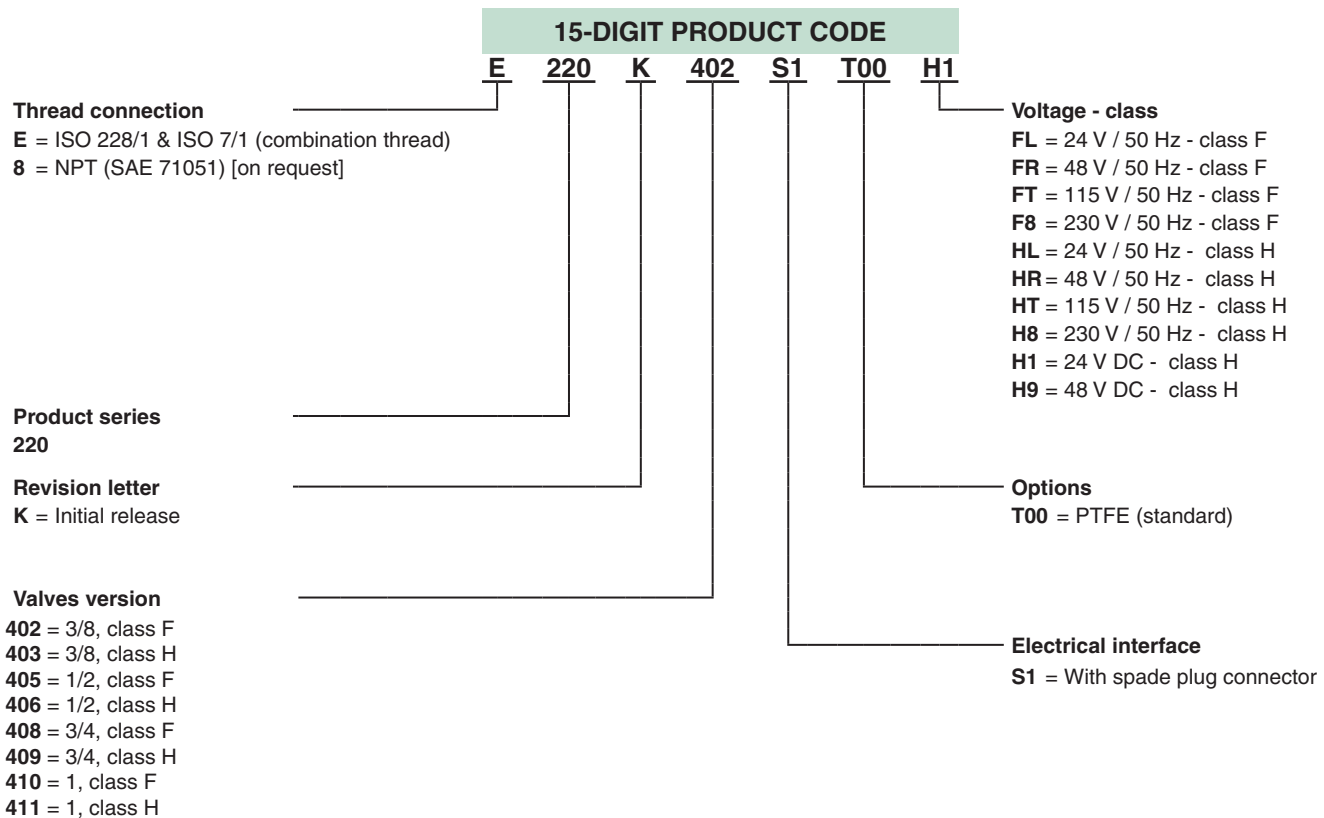 15-DIGIT PRODUCT CODE
E 220 K 402 S1 T00 H1
Thread connection
E = ISO 228/1 & ISO 7/1 (combination thread)
8 = NPT (SAE 71051) [on request]
Product series
220
Revision letter
K = Initial release
Valves version
402 = 3/8, class F
403 = 3/8, class H
405 = 1/2, class F
406 = 1/2, class H
408 = 3/4, class F
409 = 3/4, class H
410 = 1, class F
411 = 1, class H
Voltage - class
FL = 24 V / 50 Hz - class F
FR = 48 V / 50 Hz - class F
FT = 115 V / 50 Hz - class F
F8 = 230 V / 50 Hz - class F
HL = 24 V / 50 Hz - class H
HR = 48 V / 50 Hz - class H
HT = 115 V / 50 Hz - class H
H8 = 230 V / 50 Hz - class H
H1 = 24 V DC - class H
H9 = 48 V DC - class H
Options
T00 = PTFE (standard)
Electrical interface
S1 = With spade plug connector